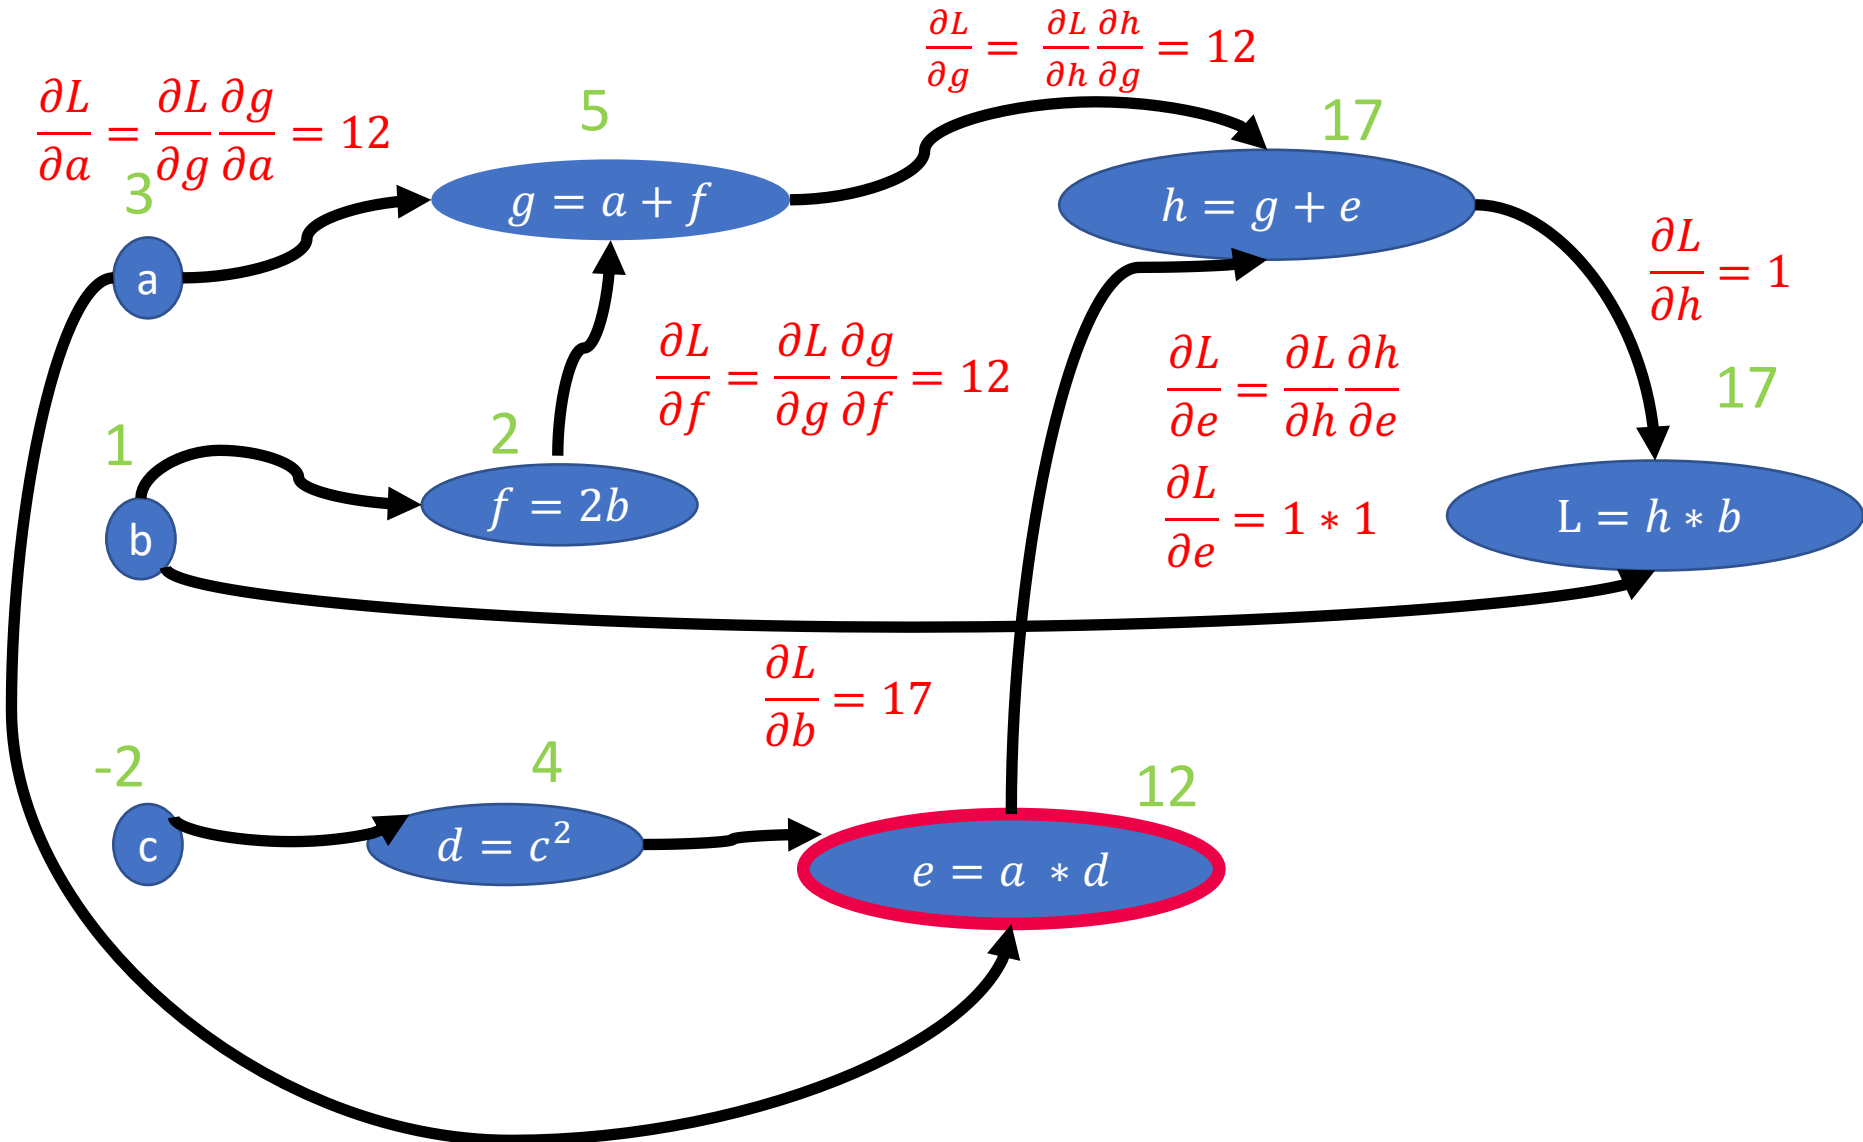 ∂L/∂g = ∂L/∂h ∂h/∂g = 12
∂L/∂a = ∂L/∂g ∂g/∂a = 12
5
17
3
g = a + f
h = g + e
a
∂L/∂h = 1
∂L/∂f = ∂L/∂g ∂g/∂f = 12
∂L/∂e = ∂L/∂h ∂h/∂e
17
1
2
f = 2b
∂L/∂e = 1 * 1
L = h * b
b
∂L/∂b = 17
-2
4
12
c
d = c²
e = a * d